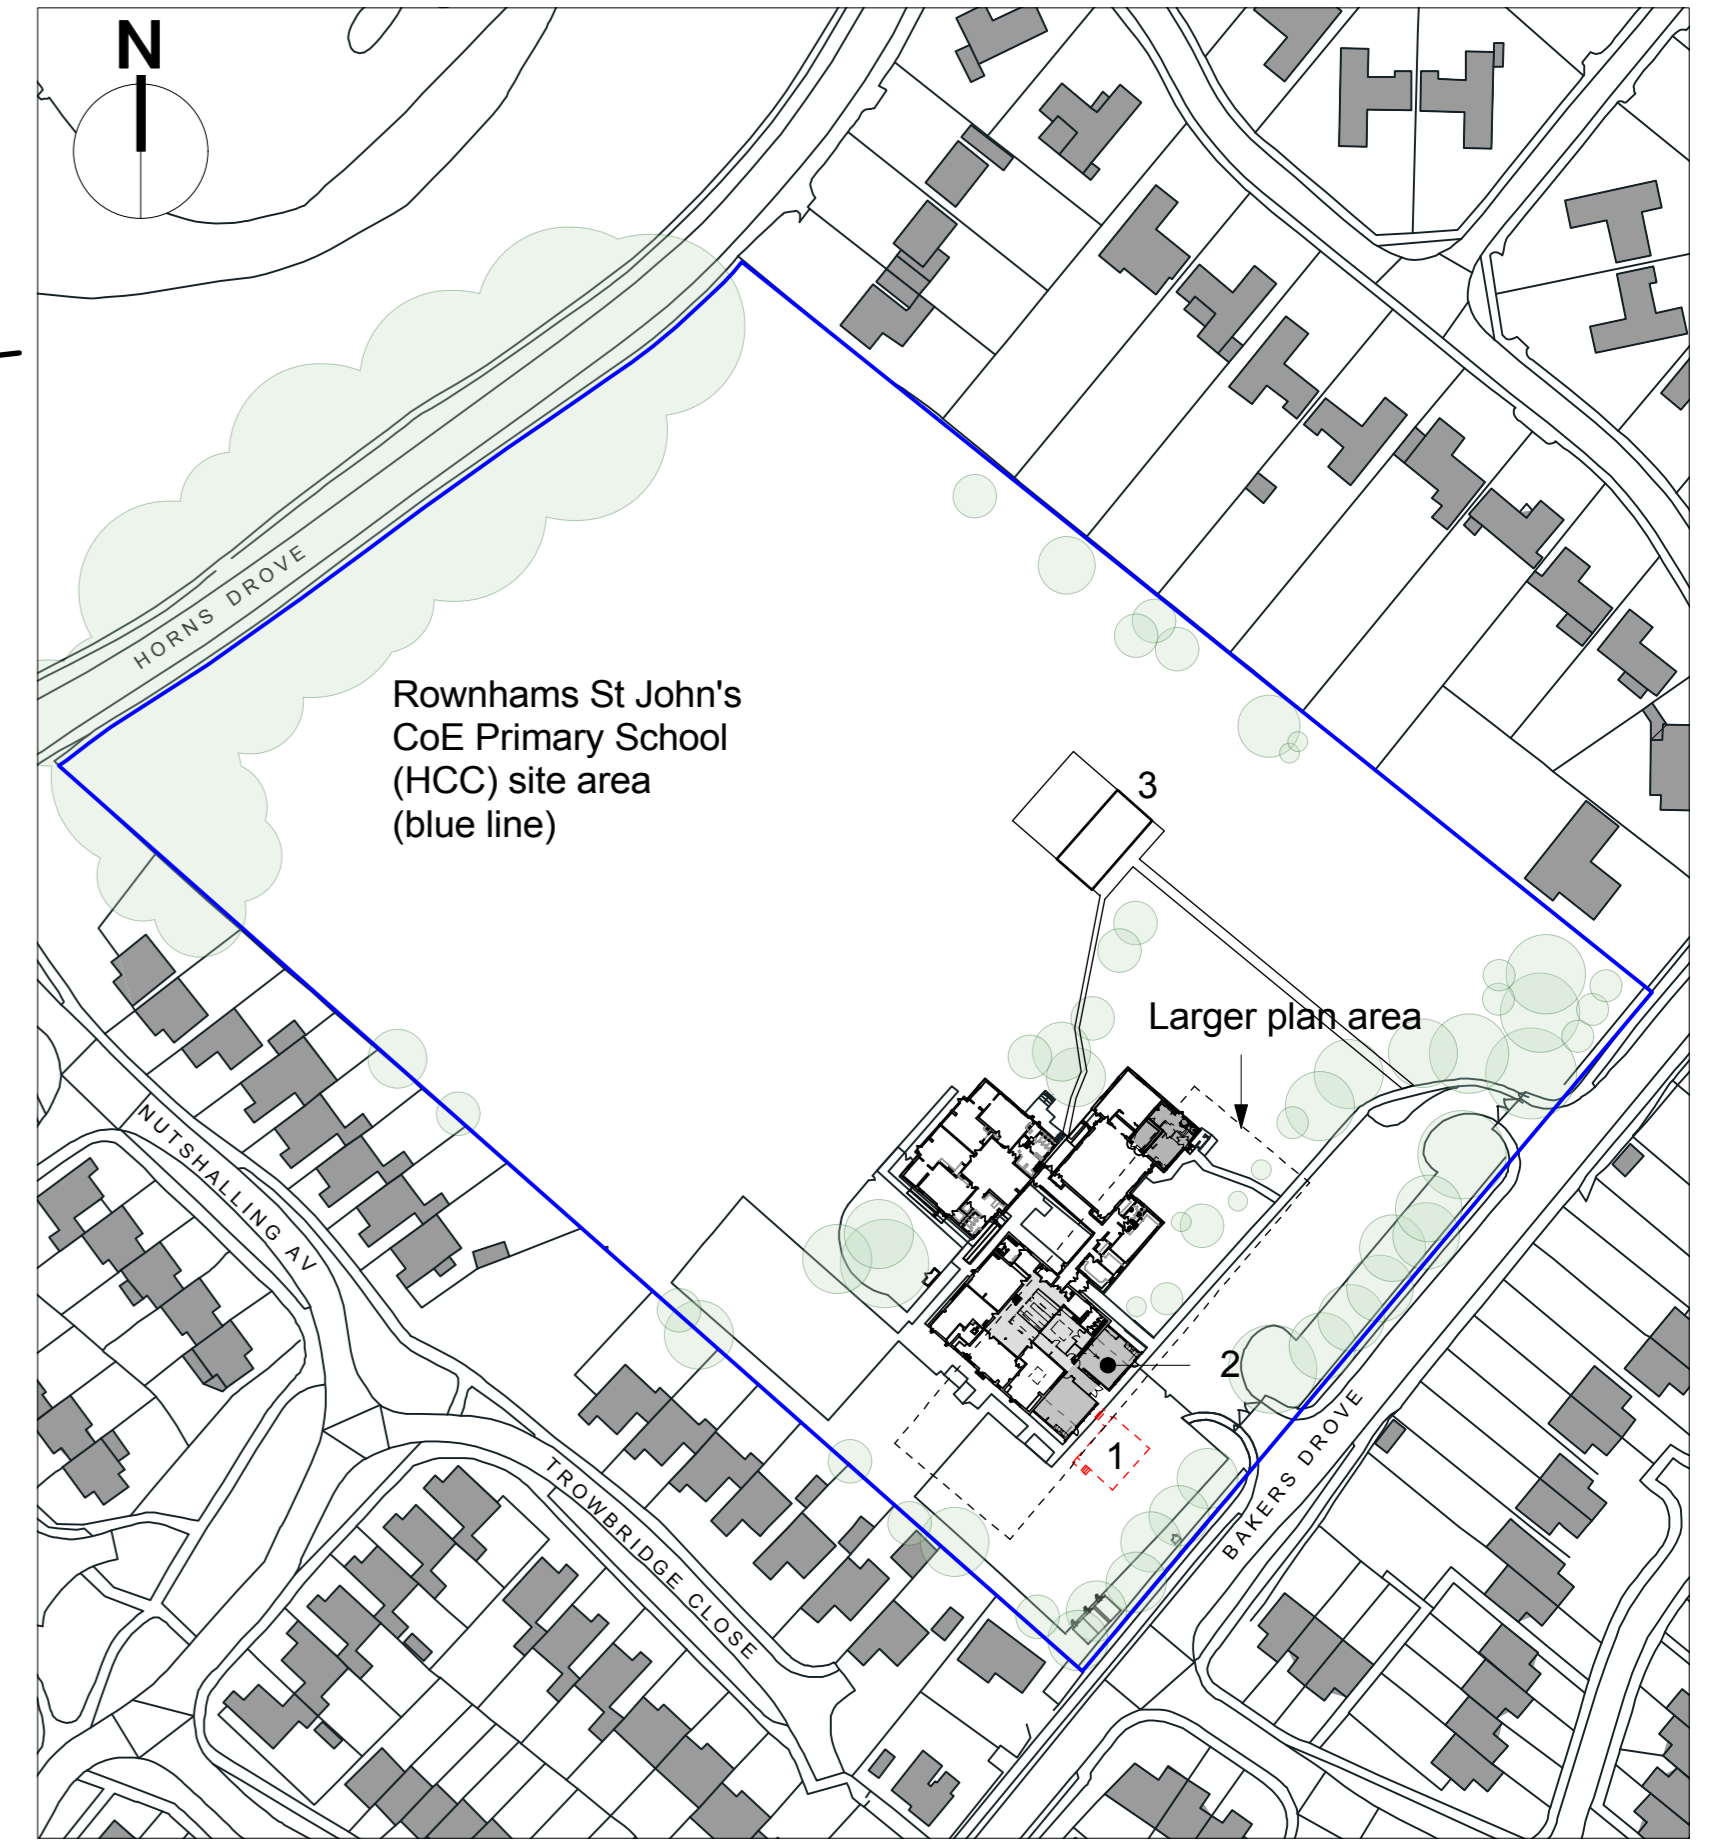 N
HORNS DROVE
Rownhams St John's
CoE Primary School
(HCC) site area
(blue line)
3
Larger plan area
NUTSHALLING AV
2
1
BAKERS DROVE
TROWBRIDGE CLOSE